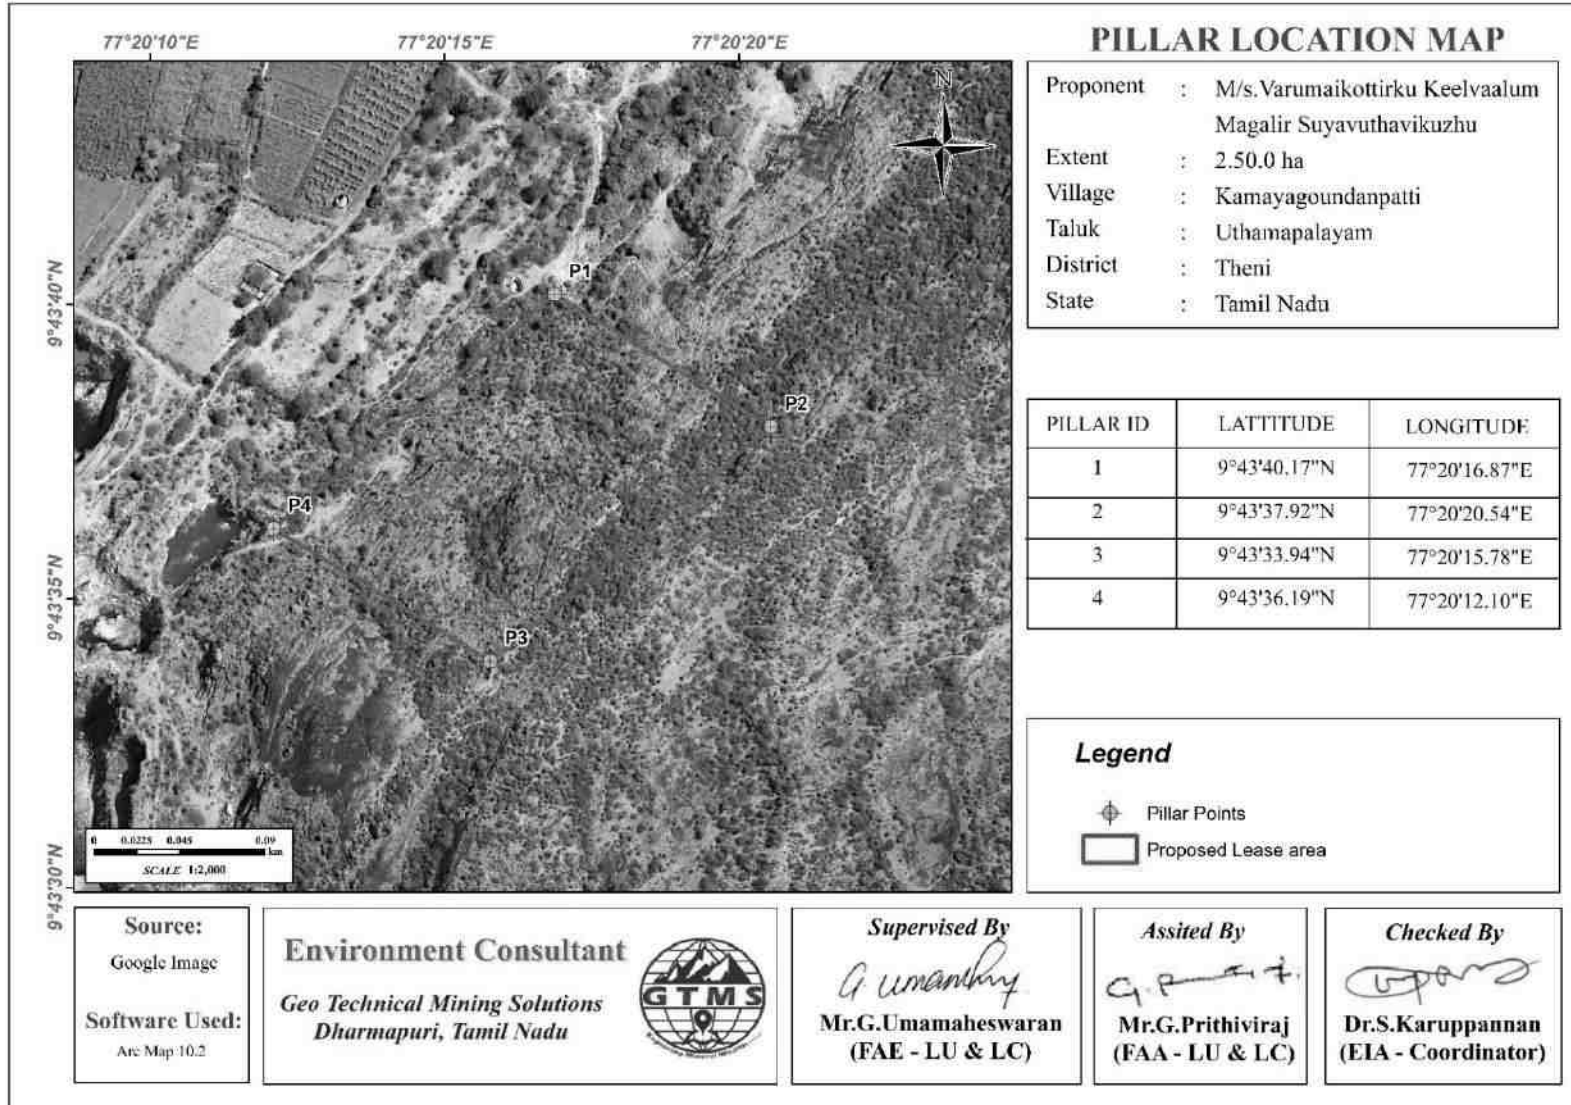 PILLAR LOCATION MAP
77°20'10"E
77°20'15"E
77°20'20"E
9°43'40"N
9°43'35"N
9°43'30"N
N
P1
P2
P4
P3
0 0.0225 0.045 0.09
km
SCALE 1:2,000
Proponent : M/s.Varumaikottirku Keelvaalum
Magalir Suyavuthavikuzhu
Extent : 2.50.0 ha
Village : Kamayagoundanpatti
Taluk : Uthamapalayam
District : Theni
State : Tamil Nadu
PILLAR ID LATTITUDE LONGITUDE
1 9°43'40.17"N 77°20'16.87"E
2 9°43'37.92"N 77°20'20.54"E
3 9°43'33.94"N 77°20'15.78"E
4 9°43'36.19"N 77°20'12.10"E
Legend
Pillar Points
Proposed Lease area
Source:
Google Image
Software Used:
Arc Map 10.2
Environment Consultant
Geo Technical Mining Solutions
Dharmapuri, Tamil Nadu
GTMS
Supervised By
Mr.G.Umamaheswaran
(FAE - LU & LC)
Assited By
Mr.G.Prithiviraj
(FAA - LU & LC)
Checked By
Dr.S.Karuppannan
(EIA - Coordinator)